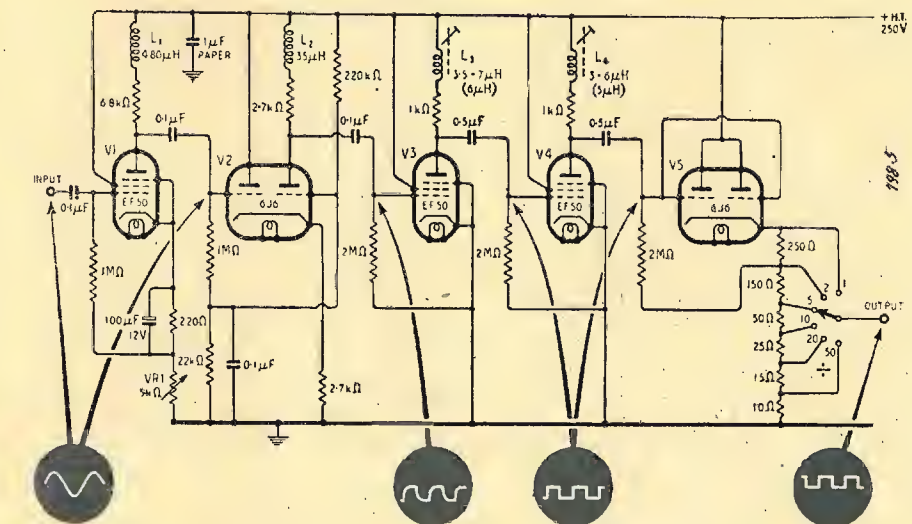 + H.T.
250V
L1
480μH
1μF
PAPER
L2
35μH
220kΩ
L3
3·5-7μH
(6μH)
L4
3-6μH
(5μH)
6·8kΩ
2·7kΩ
1kΩ
1kΩ
0·1μF
0·1μF
0·5μF
0·5μF
V1
V2
V3
V4
V5
INPUT
0·1μF
EF50
6J6
EF50
EF50
6J6
1MΩ
1MΩ
2MΩ
2MΩ
2MΩ
250Ω
150Ω
50Ω
25Ω
15Ω
10Ω
1
2
5
10
20
50
÷
OUTPUT
100μF
12V
220Ω
22kΩ
0·1μF
2·7kΩ
VR1
5kΩ